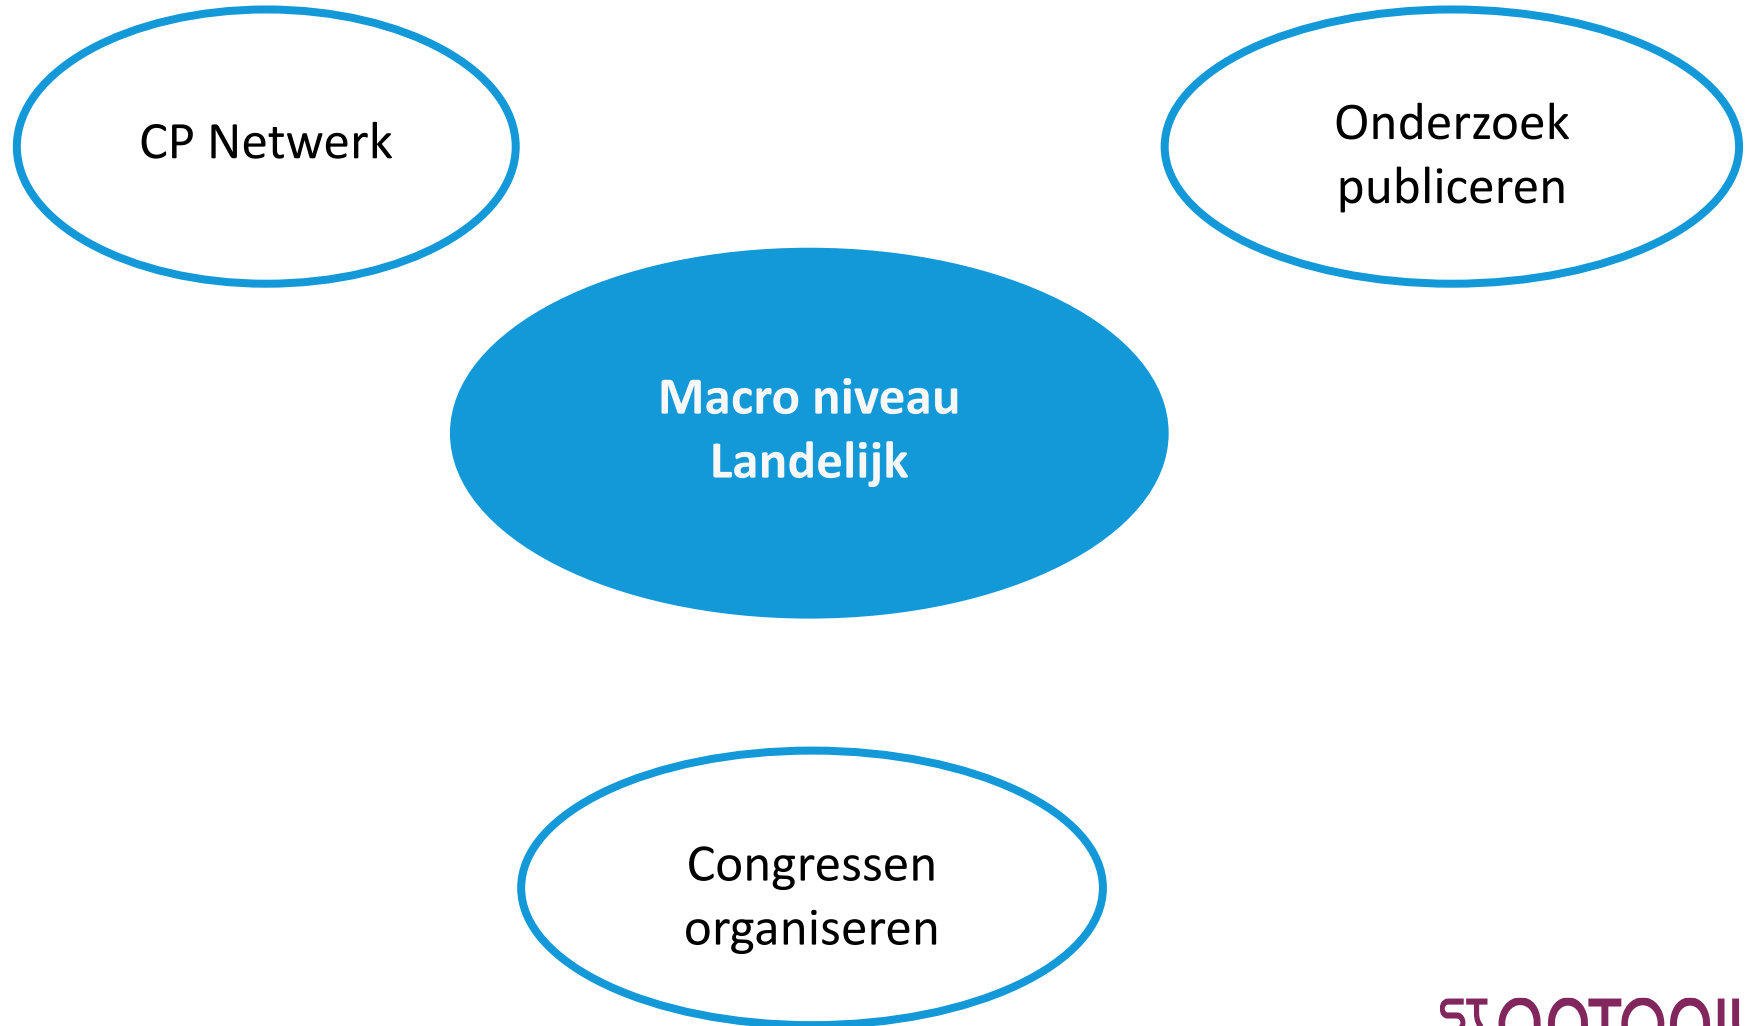 CP Netwerk
Onderzoek
publiceren
Macro niveau
Landelijk
Congressen
organiseren